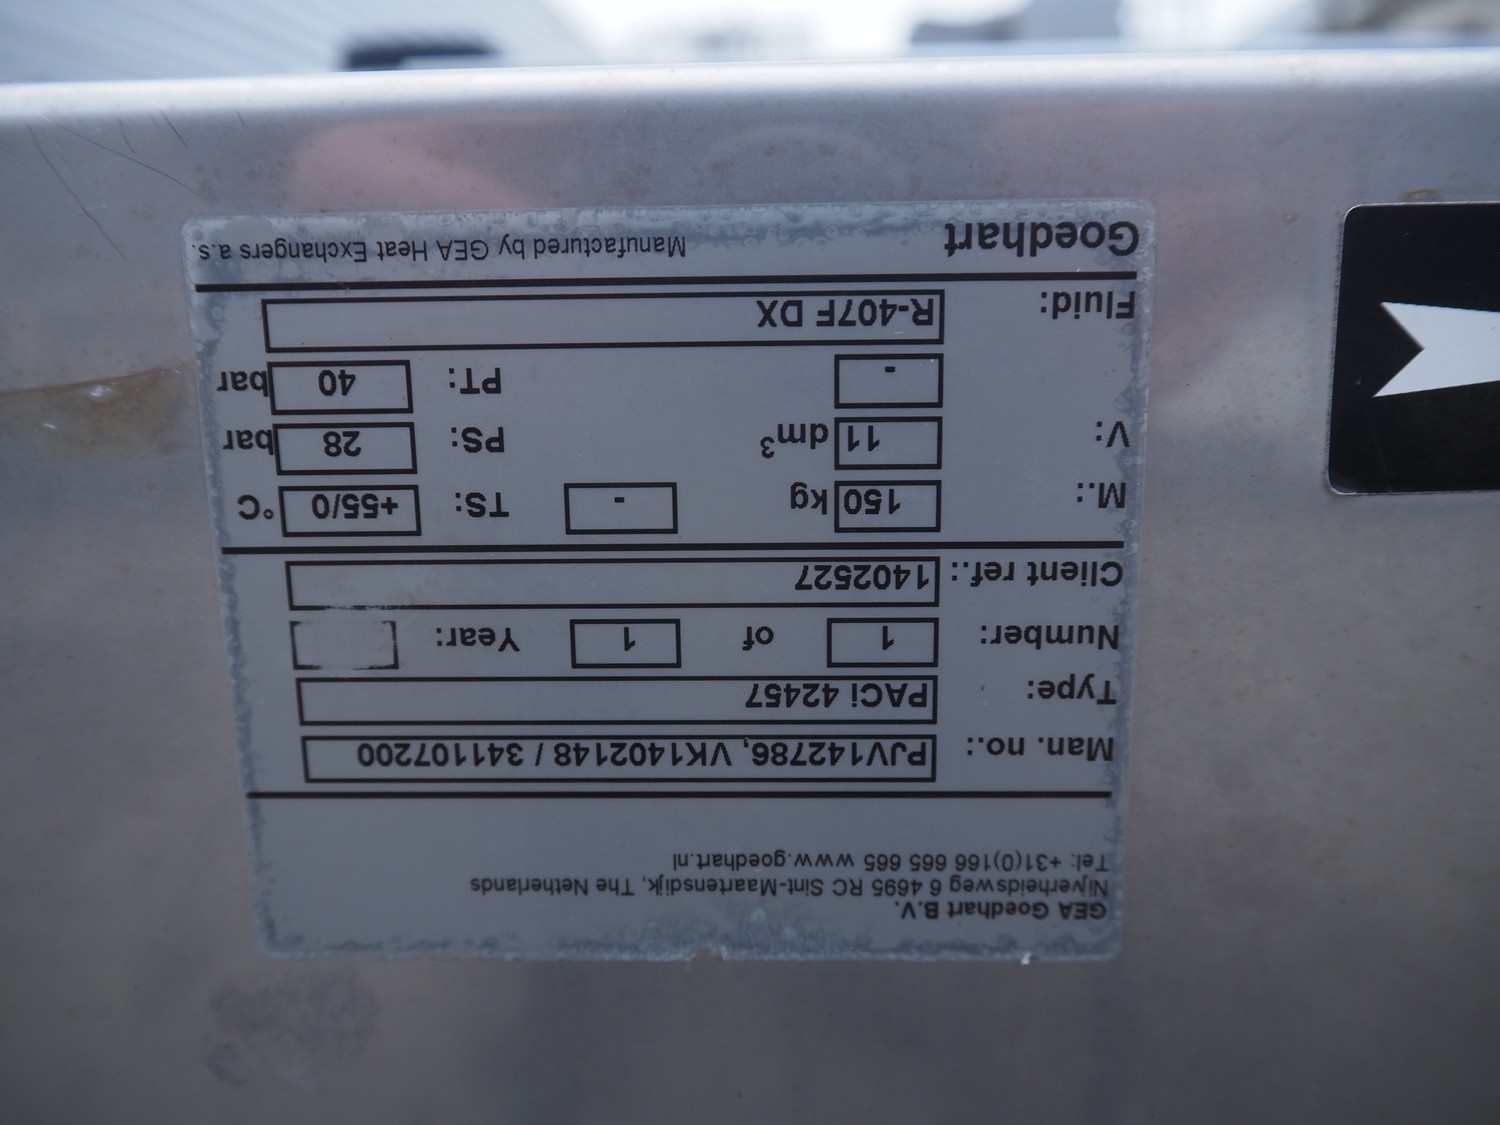 GEA Goedhart B.V.
Nijverheidsweg 6 4695 RC Sint-Maartensdijk, The Netherlands
Tel: +31(0)166 665 665 www.goedhart.nl
Man. no.: PJV142786, VK1402148 / 341107200
Type: PACi 42457
Number: 1 of 1 Year:
Client ref.: 1402527
M.: 150 kg - TS: +55/0 °C
V: 11 dm³ PS: 28 bar
- PT: 40 bar
Fluid: R-407F DX
Goedhart Manufactured by GEA Heat Exchangers a.s.